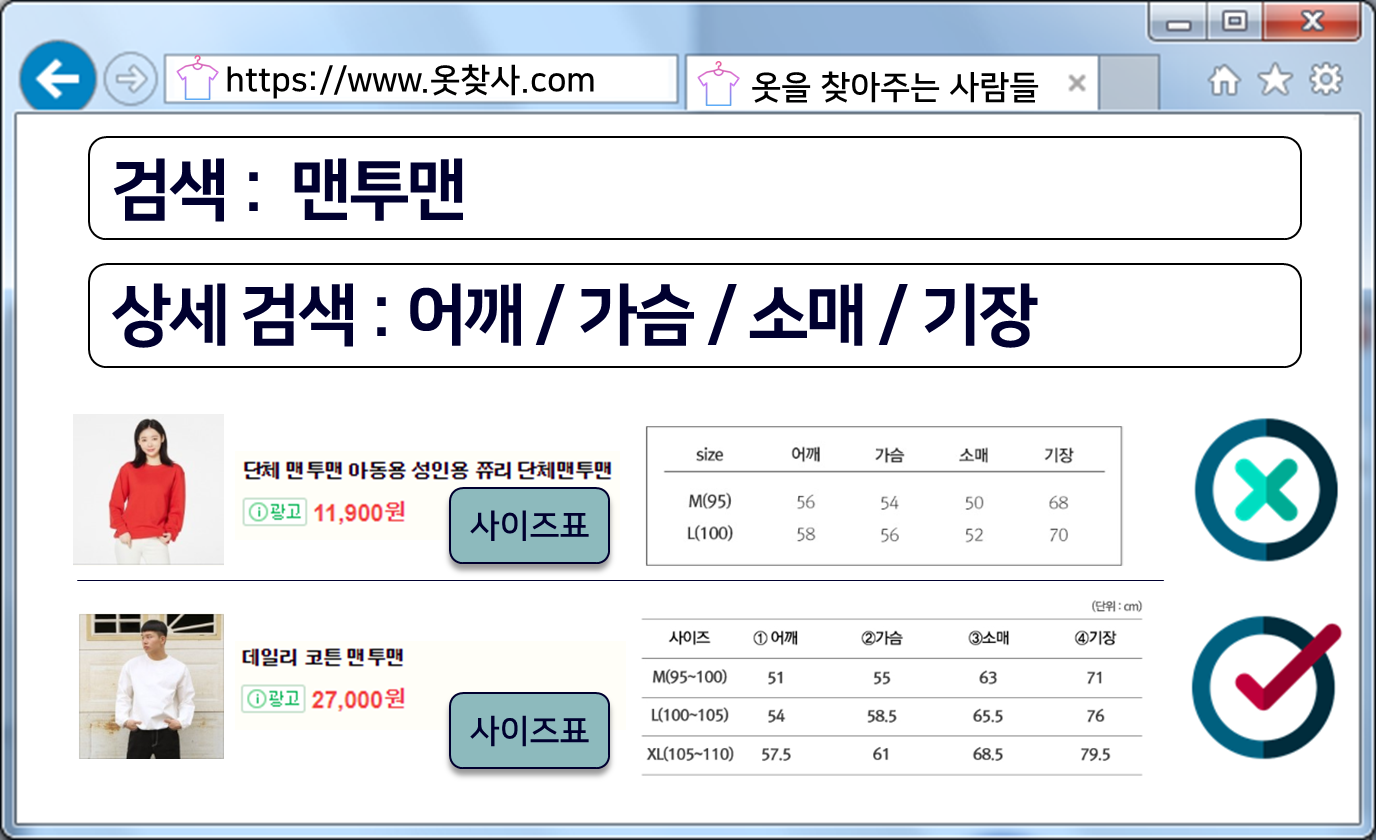 https://www.옷찾사.com
옷을 찾아주는 사람들
검색 : 맨투맨
상세 검색 : 어깨 / 가슴 / 소매 / 기장
단체 맨투맨 아동용 성인용 쮸리 단체맨투맨
광고 11,900원
사이즈표
size 어깨 가슴 소매 기장
M(95) 56 54 50 68
L(100) 58 56 52 70
데일리 코튼 맨투맨
광고 27,000원
사이즈표
(단위 : cm)
사이즈 ① 어깨 ②가슴 ③소매 ④기장
M(95~100) 51 55 63 71
L(100~105) 54 58.5 65.5 76
XL(105~110) 57.5 61 68.5 79.5